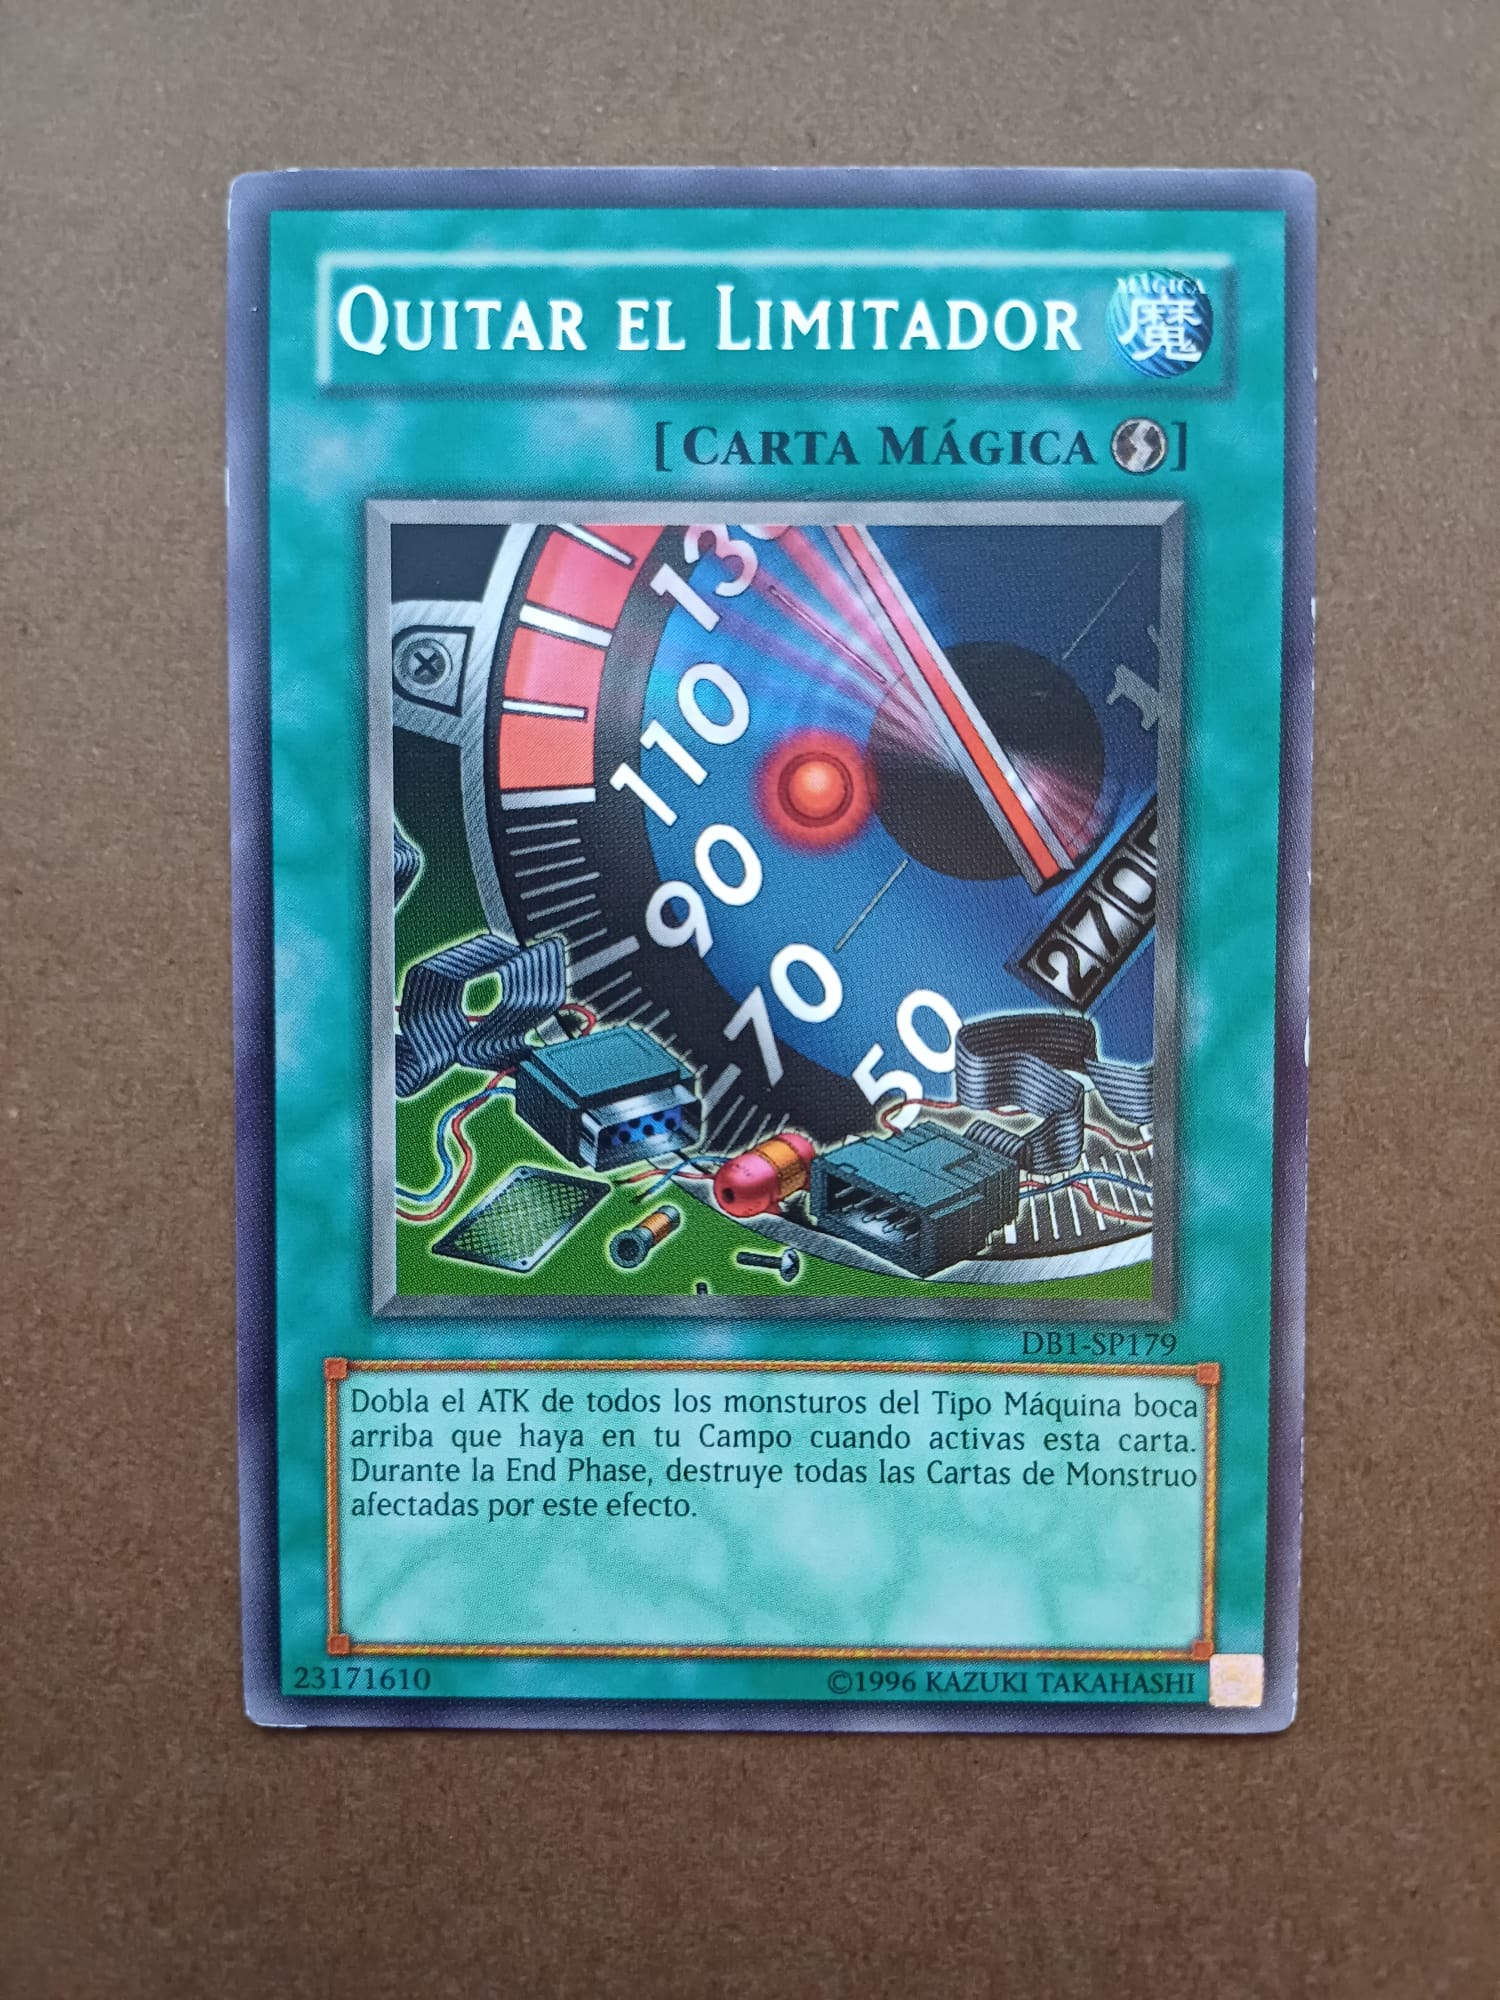 QUITAR EL LIMITADOR
MÁGICA
魔
[CARTA MÁGICA]
130
110
90
70
50
270
DB1-SP179
Dobla el ATK de todos los monsturos del Tipo Máquina boca
arriba que haya en tu Campo cuando activas esta carta.
Durante la End Phase, destruye todas las Cartas de Monstruo
afectadas por este efecto.
23171610
©1996 KAZUKI TAKAHASHI